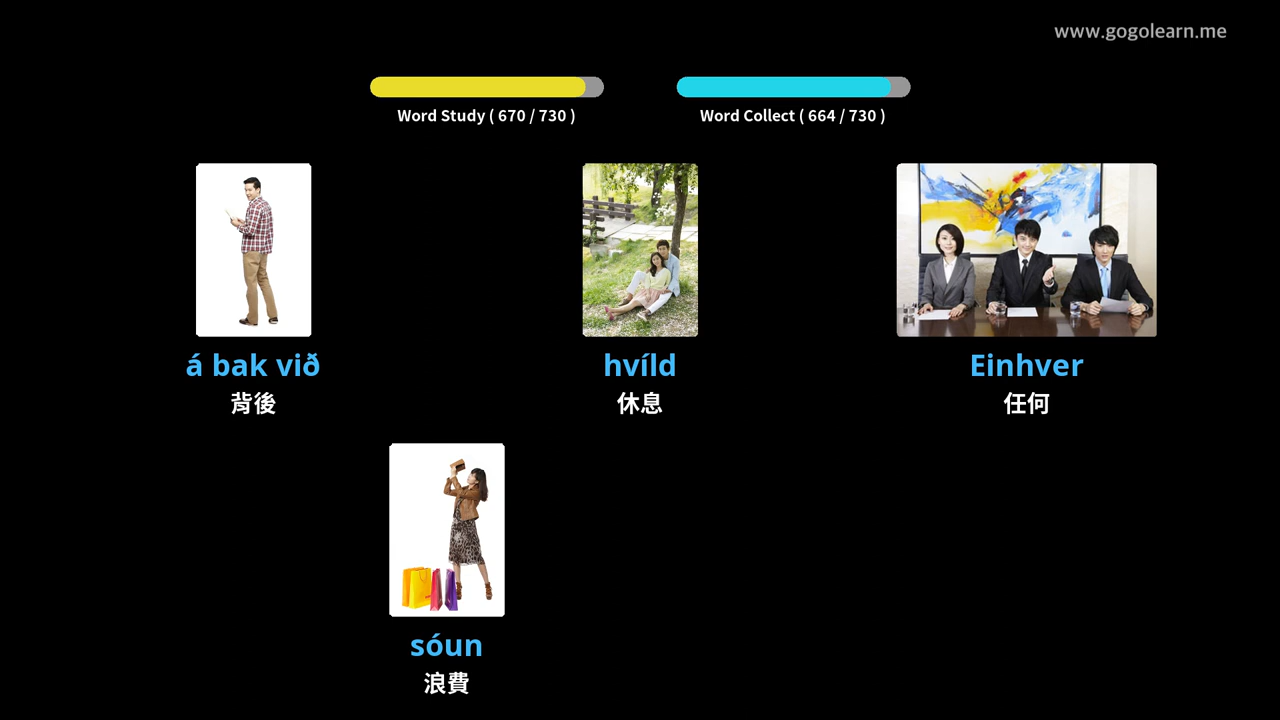 www.gogolearn.me
Word Study ( 670 / 730 )
Word Collect ( 664 / 730 )
á bak við
背後
hvíld
休息
Einhver
任何
sóun
浪費